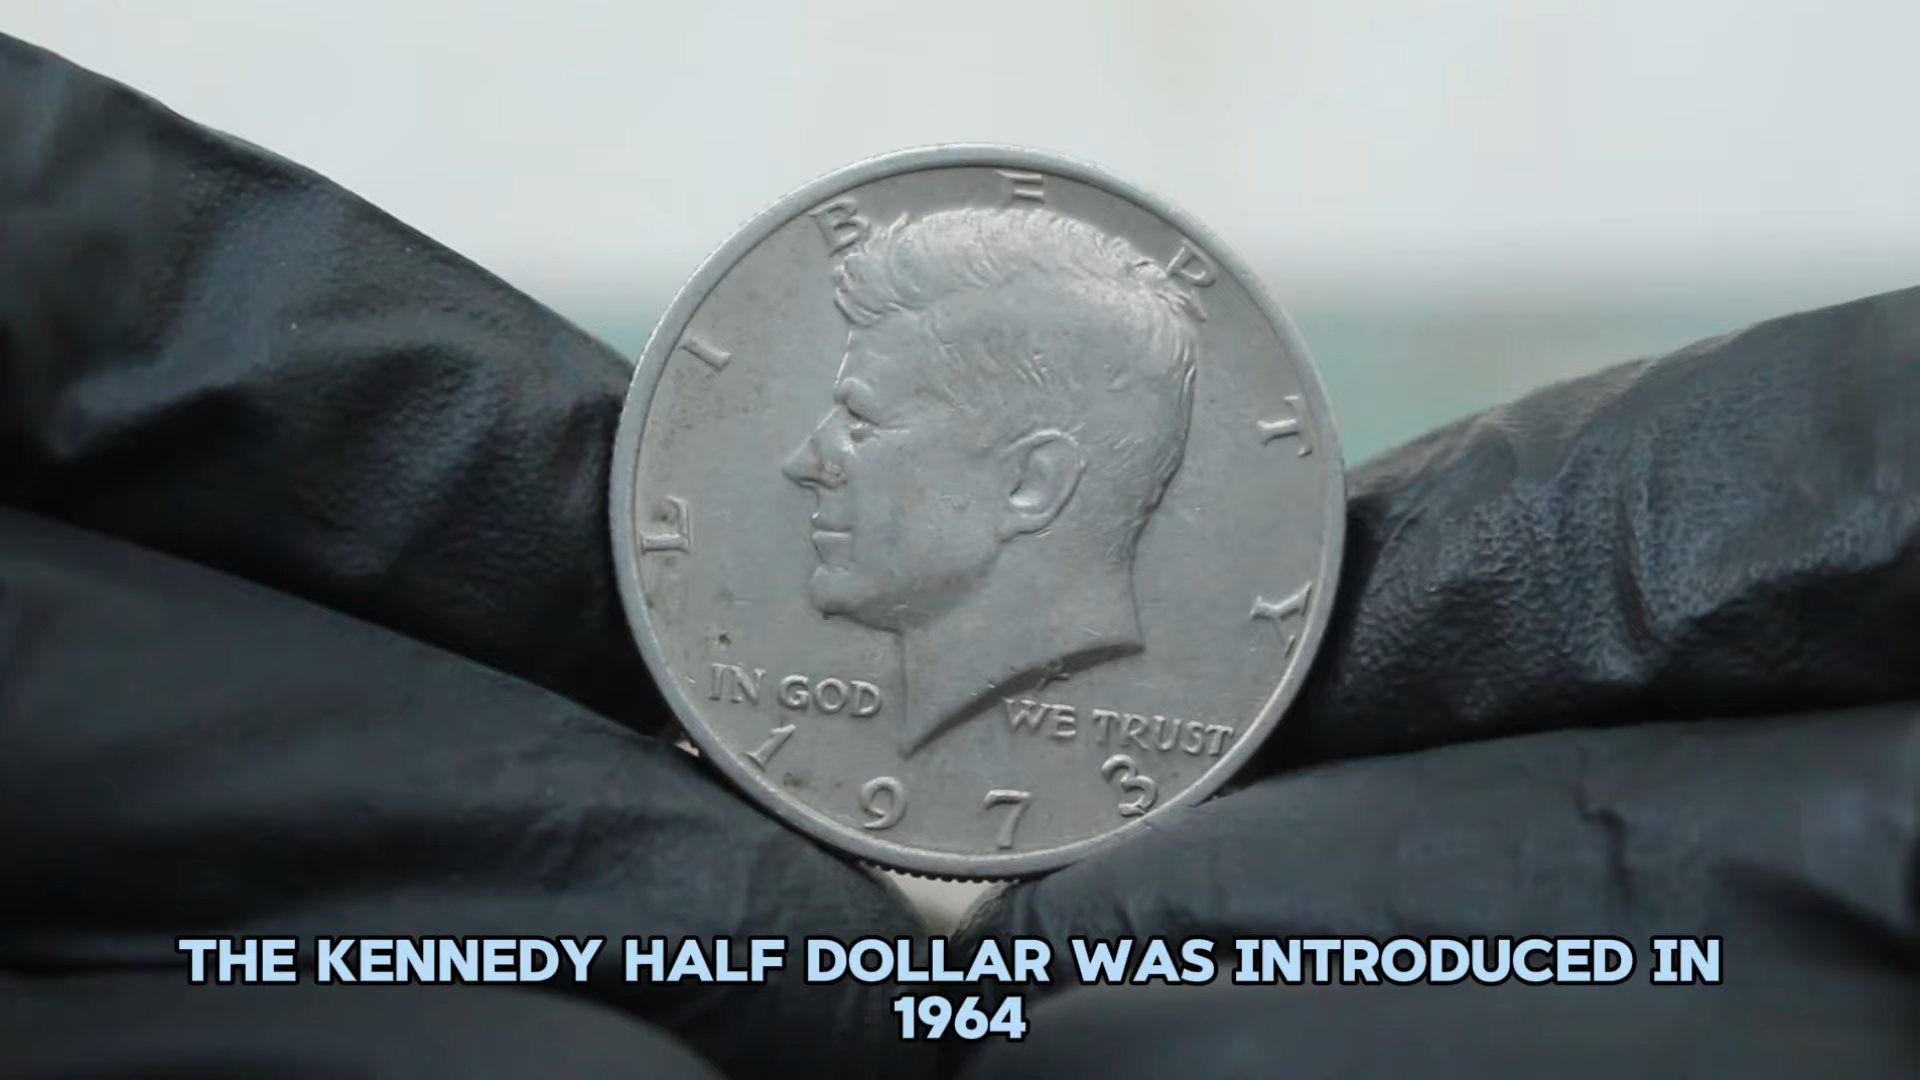 LIBERTY
IN GOD WE TRUST
1973
THE KENNEDY HALF DOLLAR WAS INTRODUCED IN
1964